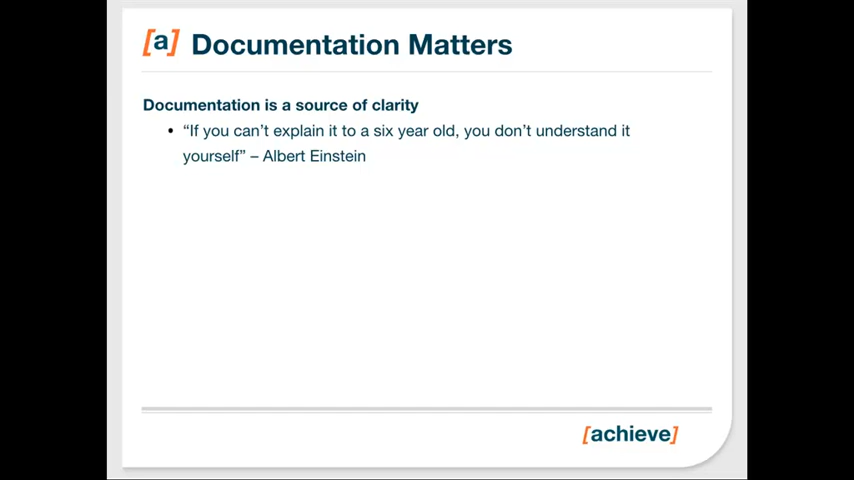 [a] Documentation Matters
Documentation is a source of clarity
• “If you can’t explain it to a six year old, you don’t understand it
yourself” – Albert Einstein
[achieve]